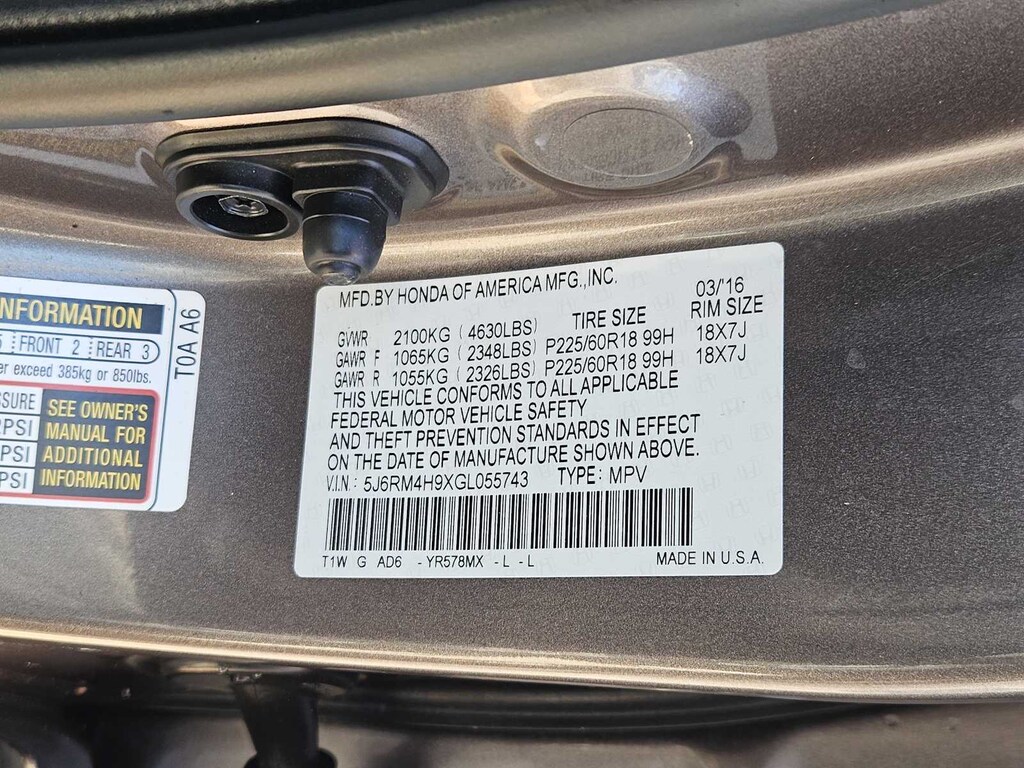 INFORMATION
5 FRONT 2 REAR 3
er exceed 385kg or 850lbs.
SSURE
PSI
PSI
PSI
SEE OWNER'S
MANUAL FOR
ADDITIONAL
INFORMATION
T0A A6
MFD.BY HONDA OF AMERICA MFG.,INC. 03/'16
GVWR 2100KG (4630LBS) TIRE SIZE RIM SIZE
GAWR F 1065KG (2348LBS) P225/60R18 99H 18X7J
GAWR R 1055KG (2326LBS) P225/60R18 99H 18X7J
THIS VEHICLE CONFORMS TO ALL APPLICABLE
FEDERAL MOTOR VEHICLE SAFETY
AND THEFT PREVENTION STANDARDS IN EFFECT
ON THE DATE OF MANUFACTURE SHOWN ABOVE.
V.I.N: 5J6RM4H9XGL055743 TYPE: MPV
T1W G AD6 -YR578MX -L -L MADE IN U.S.A.